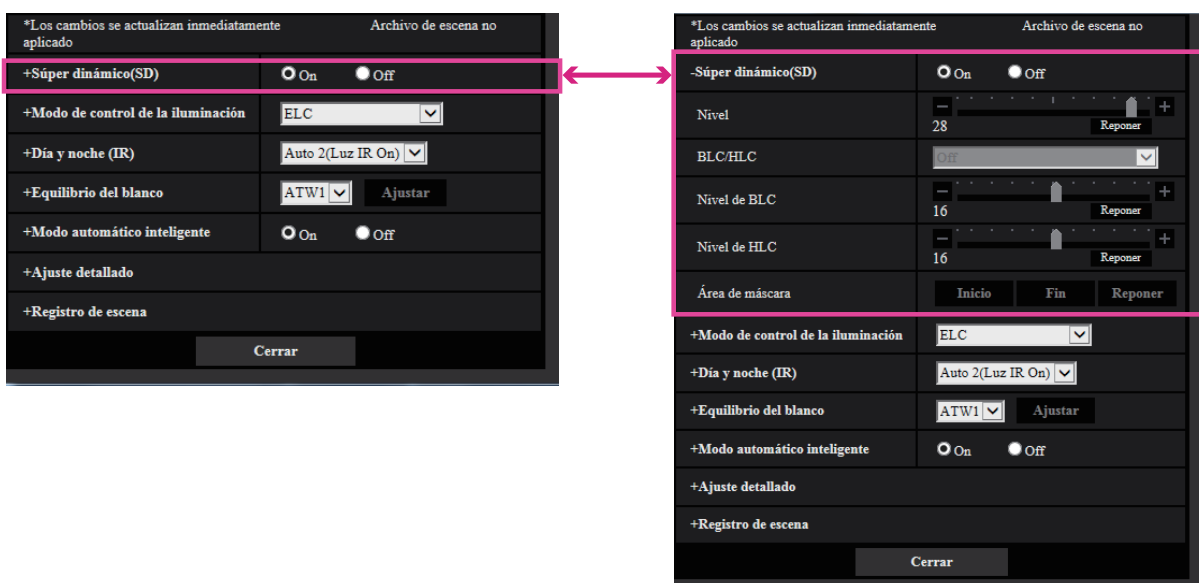 *Los cambios se actualizan inmediatamente Archivo de escena no
aplicado
+Súper dinámico(SD) On Off
+Modo de control de la iluminación ELC
+Día y noche (IR) Auto 2(Luz IR On)
+Equilibrio del blanco ATW1 Ajustar
+Modo automático inteligente On Off
+Ajuste detallado
+Registro de escena
Cerrar
*Los cambios se actualizan inmediatamente Archivo de escena no
aplicado
-Súper dinámico(SD) On Off
Nivel − +
28 Reponer
BLC/HLC Off
Nivel de BLC − +
16 Reponer
Nivel de HLC − +
16 Reponer
Área de máscara Inicio Fin Reponer
+Modo de control de la iluminación ELC
+Día y noche (IR) Auto 2(Luz IR On)
+Equilibrio del blanco ATW1 Ajustar
+Modo automático inteligente On Off
+Ajuste detallado
+Registro de escena
Cerrar